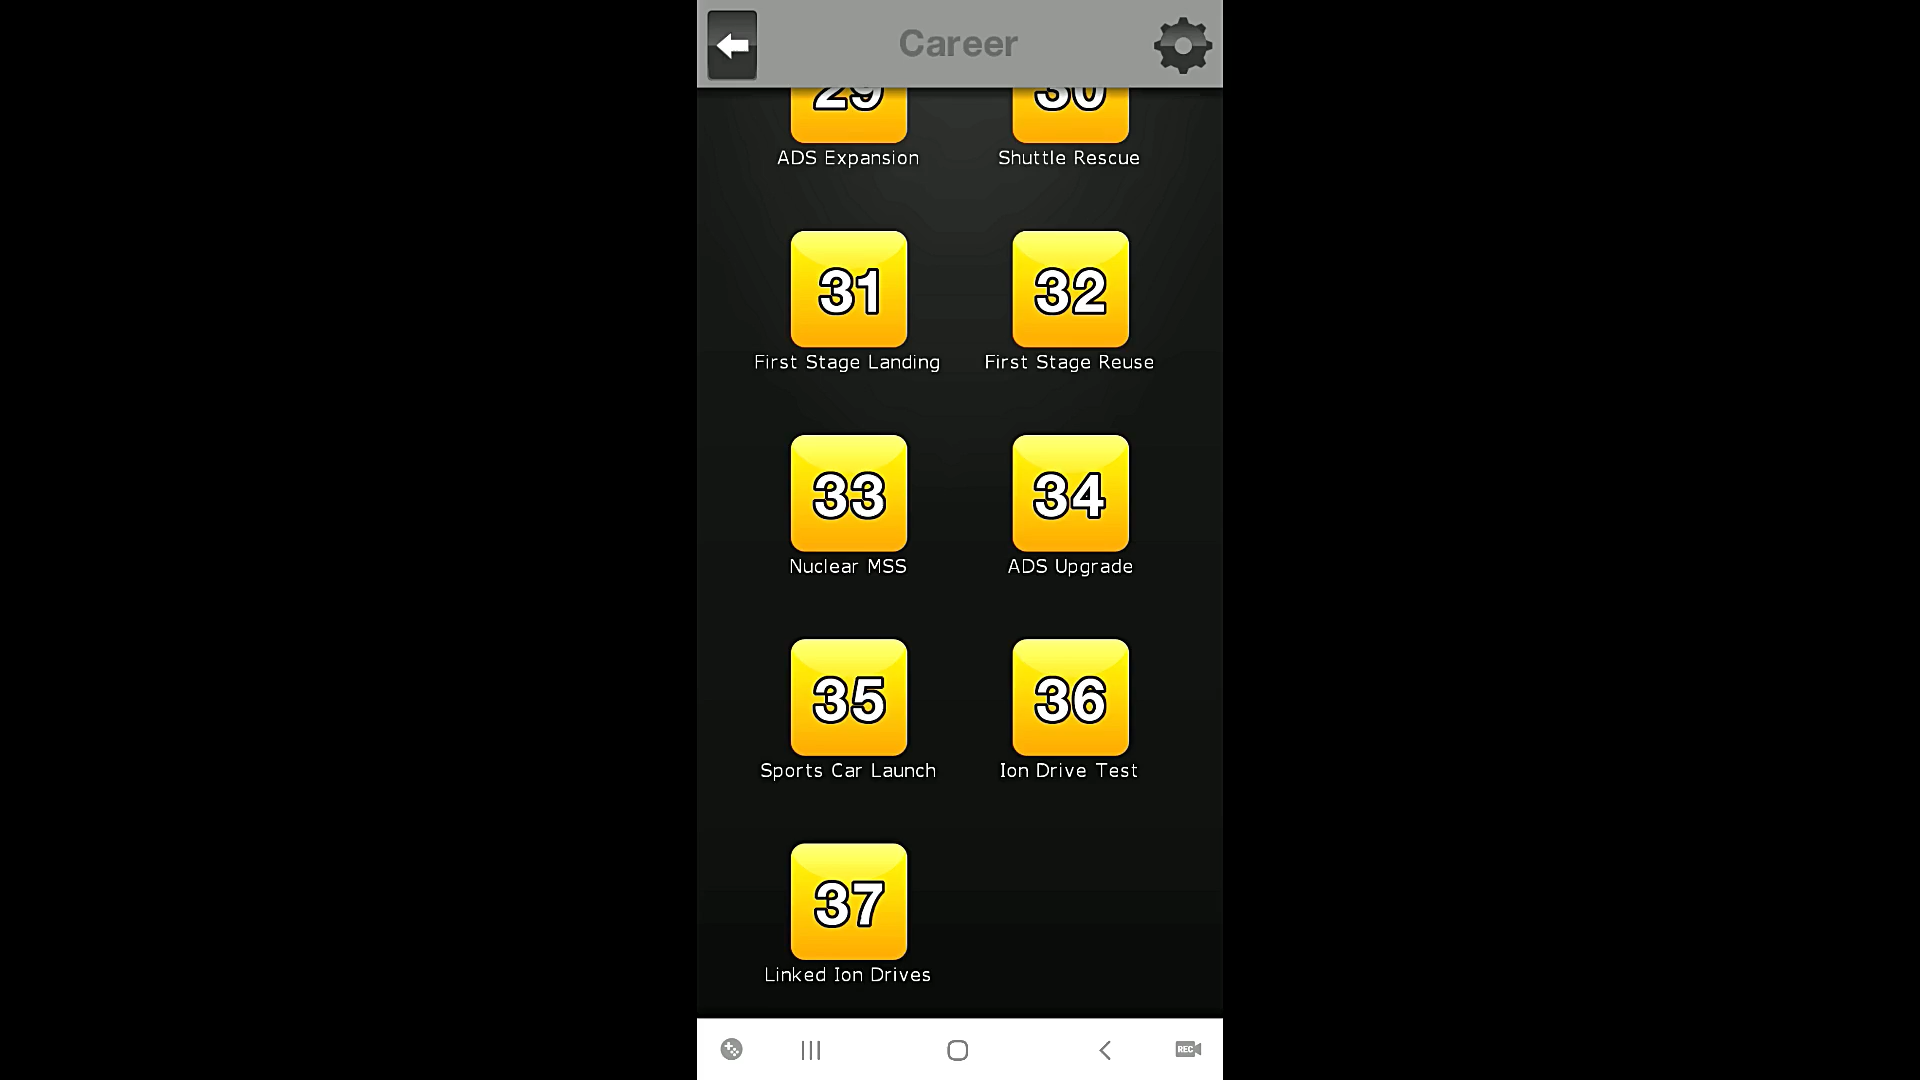 Career
29 30
ADS Expansion Shuttle Rescue
31 32
First Stage Landing First Stage Reuse
33 34
Nuclear MSS ADS Upgrade
35 36
Sports Car Launch Ion Drive Test
37
Linked Ion Drives
REC